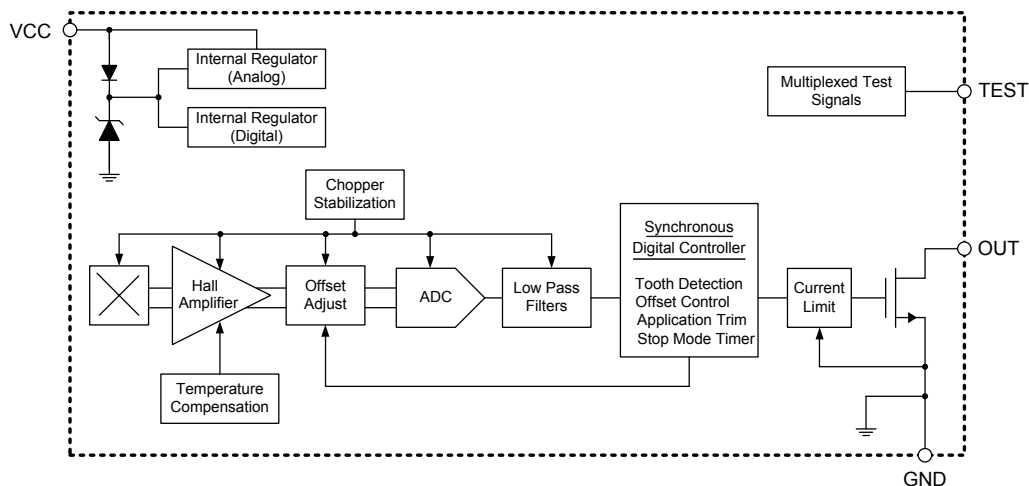 VCC
Internal Regulator
(Analog)
Internal Regulator
(Digital)
Multiplexed Test
Signals
TEST
Chopper
Stabilization
Synchronous
Digital Controller
Tooth Detection
Offset Control
Application Trim
Stop Mode Timer
Hall
Amplifier
Offset
Adjust
ADC
Low Pass
Filters
Current
Limit
OUT
Temperature
Compensation
GND